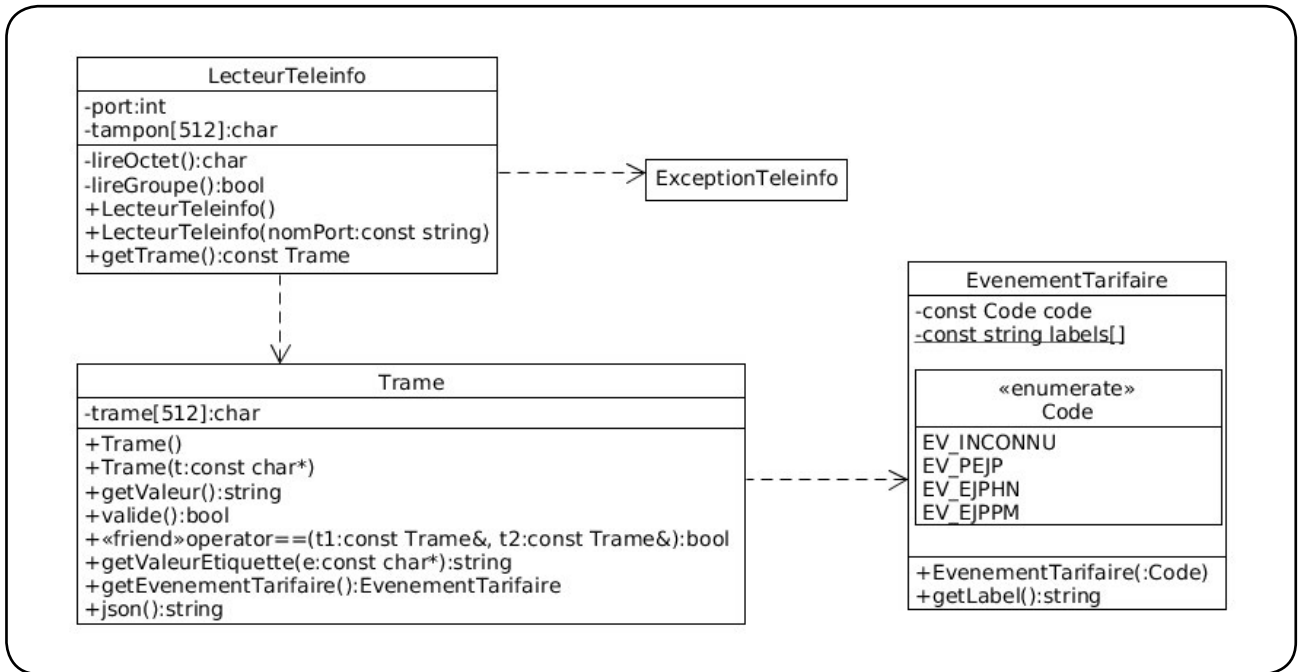 LecteurTeleinfo
-port:int
-tampon[512]:char
-lireOctet():char
-lireGroupe():bool
+LecteurTeleinfo()
+LecteurTeleinfo(nomPort:const string)
+getTrame():const Trame
ExceptionTeleinfo
Trame
-trame[512]:char
+Trame()
+Trame(t:const char*)
+getValeur():string
+valide():bool
+«friend»operator==(t1:const Trame&, t2:const Trame&):bool
+getValeurEtiquette(e:const char*):string
+getEvenementTarifaire():EvenementTarifaire
+json():string
EvenementTarifaire
-const Code code
-const string labels[]
«enumerate»
Code
EV_INCONNU
EV_PEJP
EV_EJPHN
EV_EJPPM
+EvenementTarifaire(:Code)
+getLabel():string